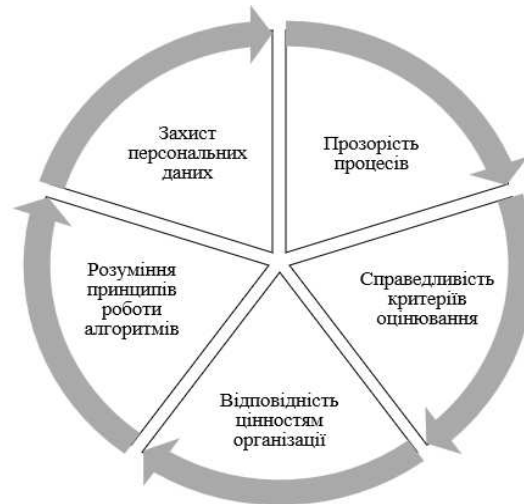 Прозорість
процесів
Справедливість
критеріїв
оцінювання
Відповідність
цінностям
організації
Розуміння
принципів
роботи
алгоритмів
Захист
персональних
даних